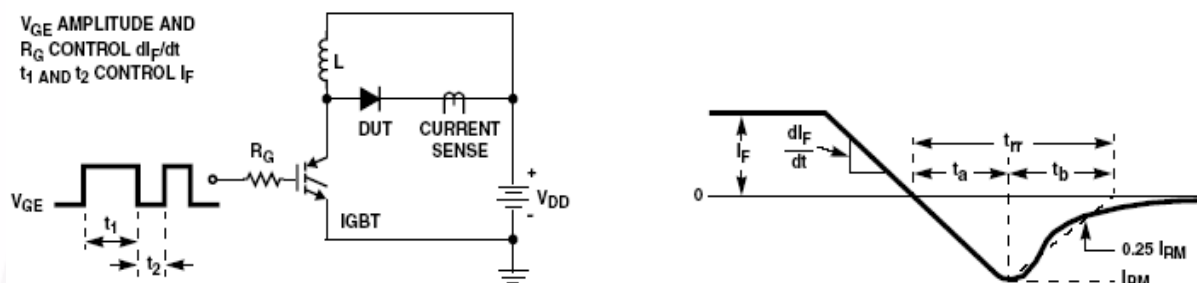 VGE AMPLITUDE AND
RG CONTROL dIF/dt
t1 AND t2 CONTROL IF
L
DUT
CURRENT
SENSE
RG
VGE
t1
t2
IGBT
+
VDD
-
IF
dIF
dt
trr
ta
tb
0
0.25 IRM
IRM